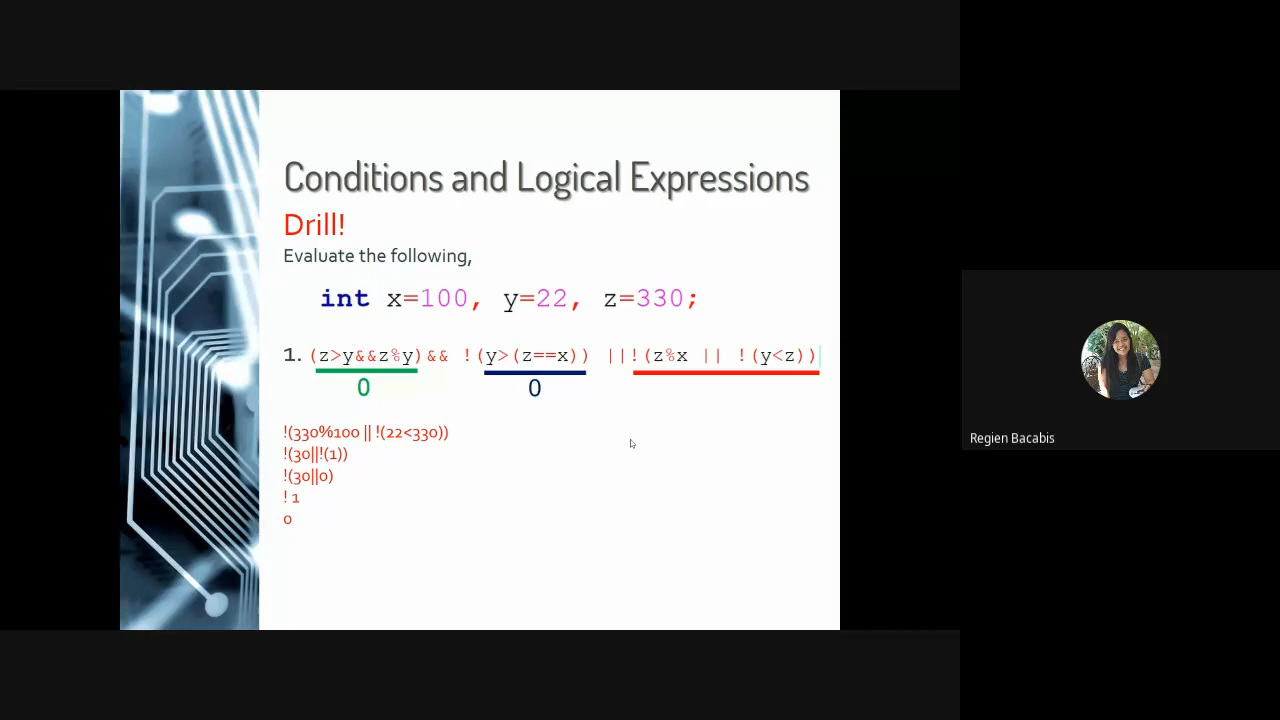 Conditions and Logical Expressions
Drill!
Evaluate the following,
int x=100, y=22, z=330;
1. (z>y&&z%y)&& !(y>(z==x)) ||!(z%x || !(y<z))
0 0
!(330%100 || !(22<330))
!(30||!(1))
!(30||0)
! 1
0
Regien Bacabis